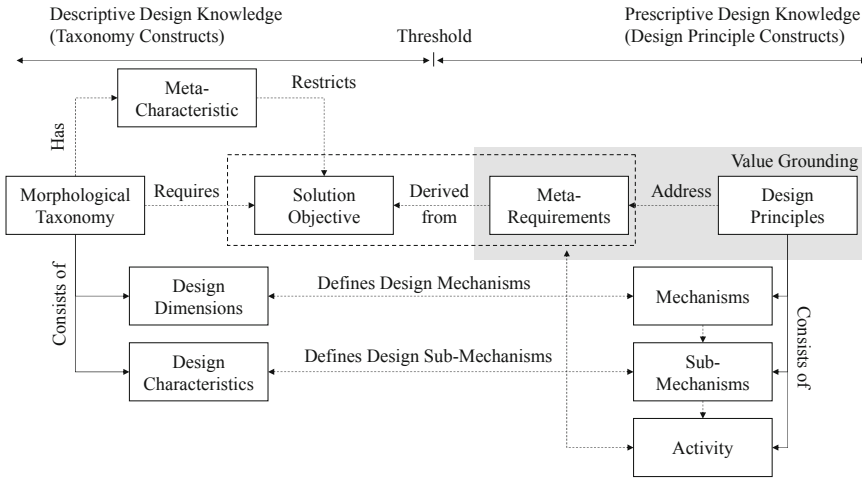 Descriptive Design Knowledge
(Taxonomy Constructs)
Threshold
Prescriptive Design Knowledge
(Design Principle Constructs)
Meta-
Characteristic
Restricts
Has
Value Grounding
Morphological
Taxonomy
Requires
Solution
Objective
Derived
from
Meta-
Requirements
Address
Design
Principles
Consists of
Design
Dimensions
Defines Design Mechanisms
Mechanisms
Consists of
Design
Characteristics
Defines Design Sub-Mechanisms
Sub-
Mechanisms
Activity